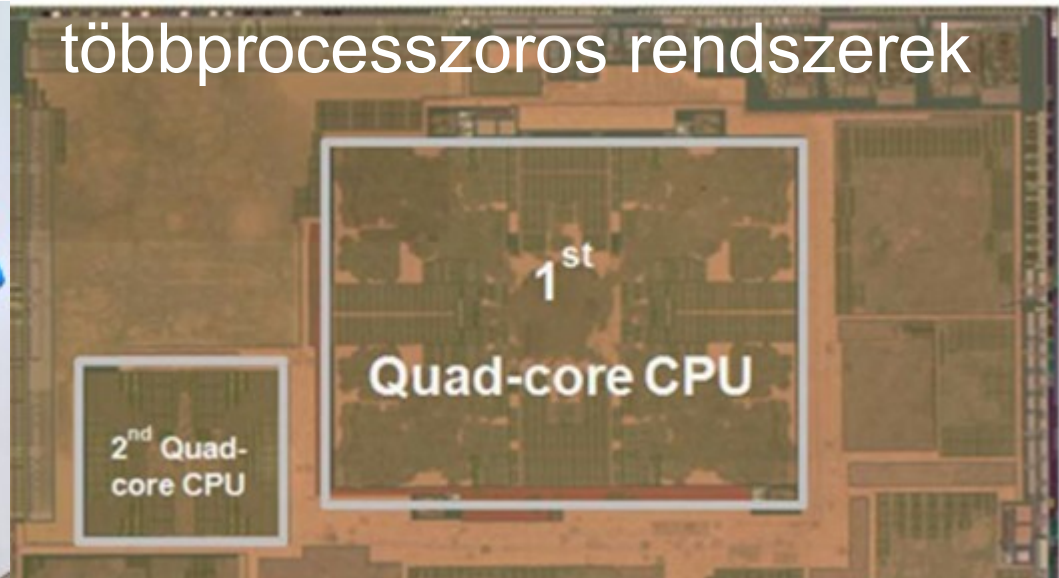 többprocesszoros rendszerek
1st
Quad-core CPU
2nd Quad-
core CPU